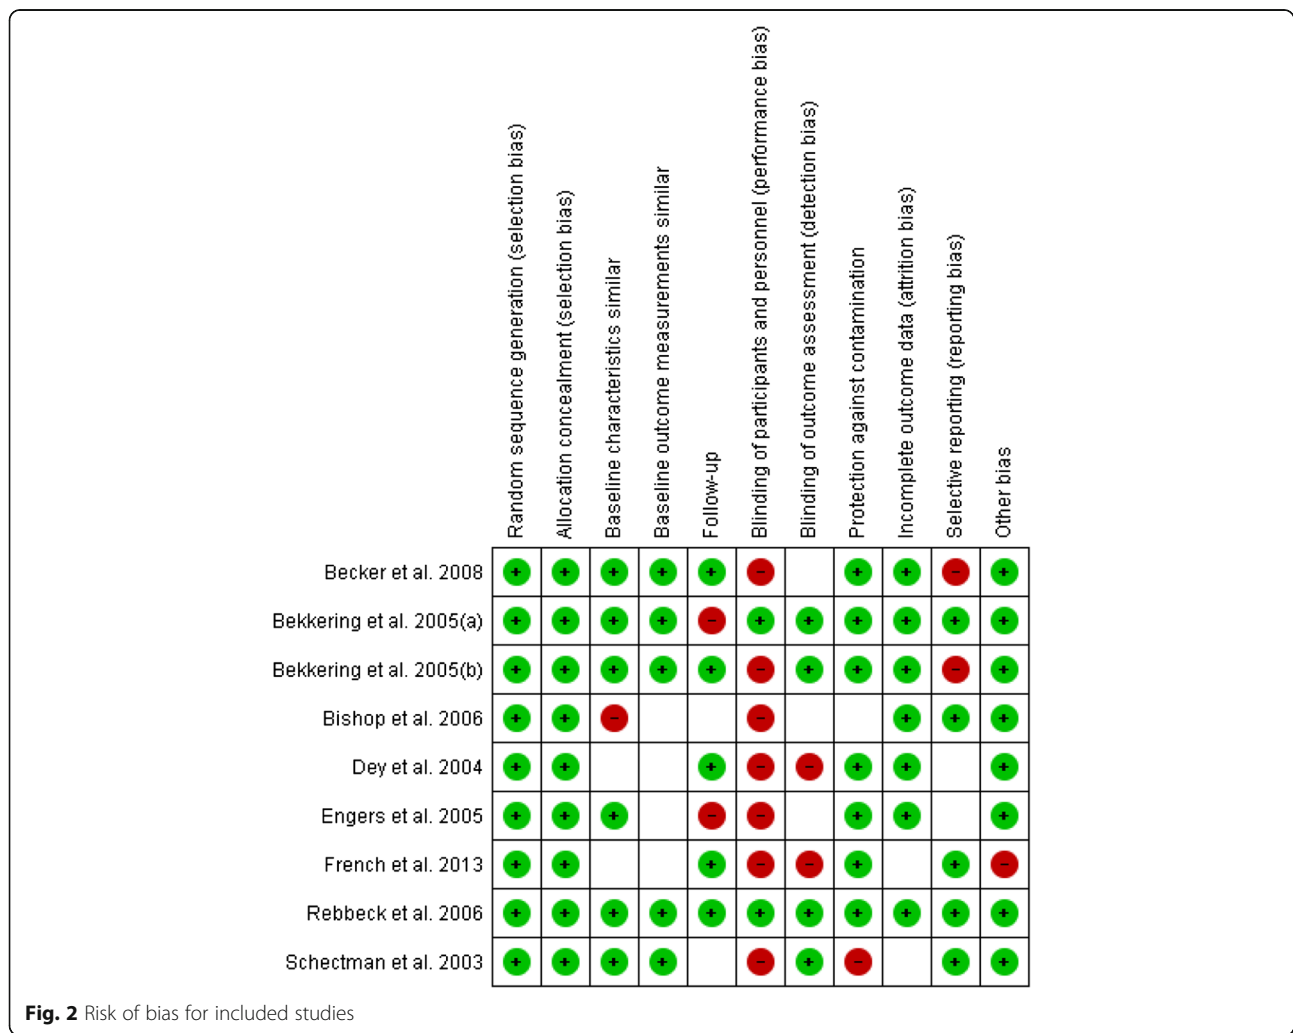 Random sequence generation (selection bias)
Allocation concealment (selection bias)
Baseline characteristics similar
Baseline outcome measurements similar
Follow-up
Blinding of participants and personnel (performance bias)
Blinding of outcome assessment (detection bias)
Protection against contamination
Incomplete outcome data (attrition bias)
Selective reporting (reporting bias)
Other bias
Becker et al. 2008 + + + + + - + + - +
Bekkering et al. 2005(a) + + + + - + + + + + +
Bekkering et al. 2005(b) + + + + + - + + + - +
Bishop et al. 2006 + + - - + + +
Dey et al. 2004 + + + - - + + +
Engers et al. 2005 + + + - - + + +
French et al. 2013 + + + - - + + -
Rebbeck et al. 2006 + + + + + + + + + + +
Schectman et al. 2003 + + + + - + - + +
Fig. 2 Risk of bias for included studies